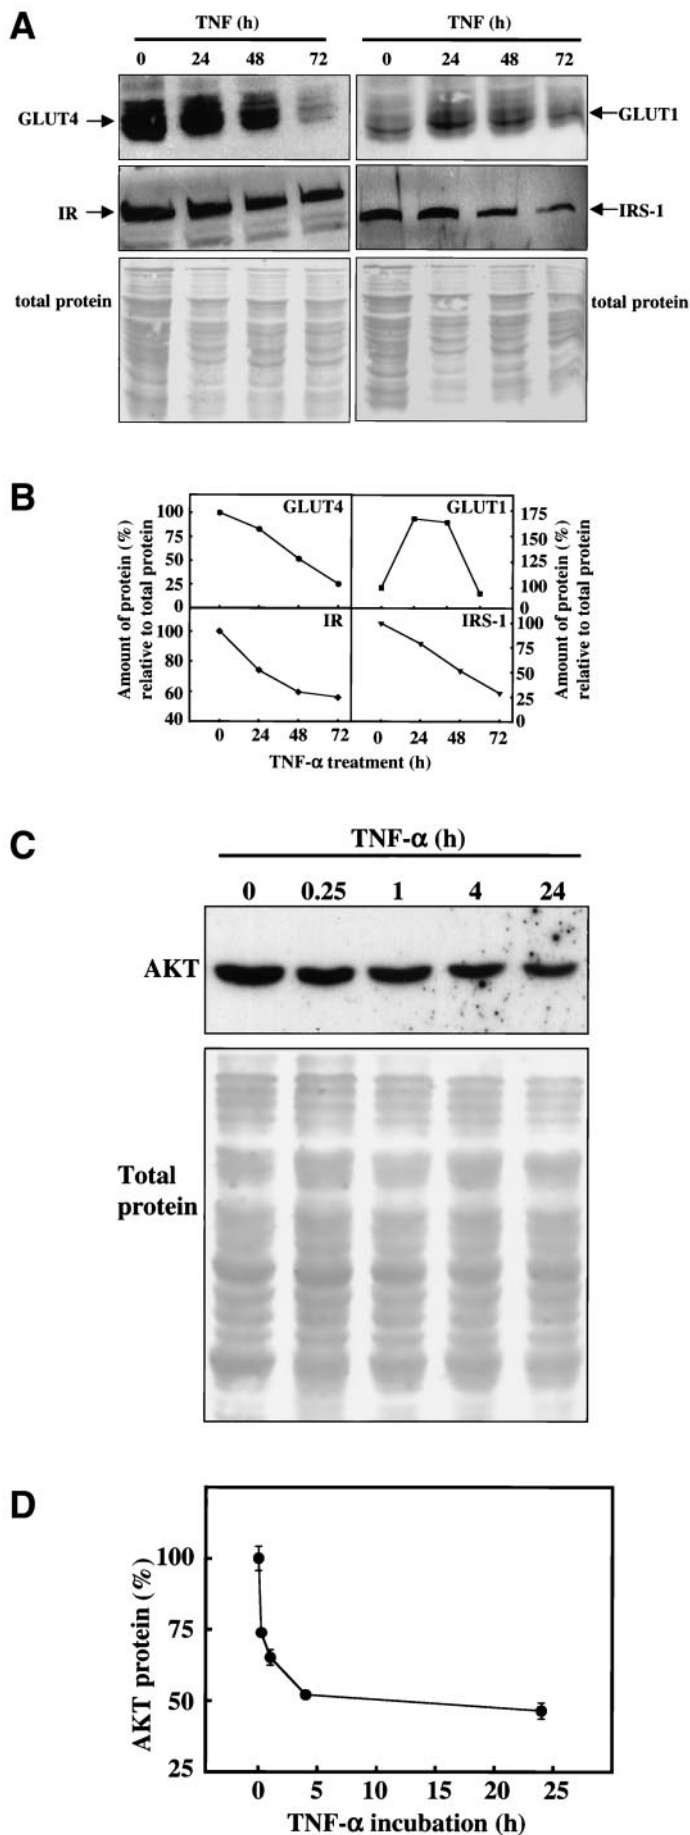 A
TNF (h)
TNF (h)
0 24 48 72
0 24 48 72
GLUT4
GLUT1
IR
IRS-1
total protein
total protein
B
GLUT4
GLUT1
IR
IRS-1
Amount of protein (%)
relative to total protein
100
75
50
25
0
100
80
60
40
175
150
125
100
0
100
75
50
25
0
Amount of protein (%)
relative to total protein
0 24 48 72
0 24 48 72
TNF-α treatment (h)
C
TNF-α (h)
0 0.25 1 4 24
AKT
Total
protein
D
AKT protein (%)
100
75
50
25
0 5 10 15 20 25
TNF-α incubation (h)